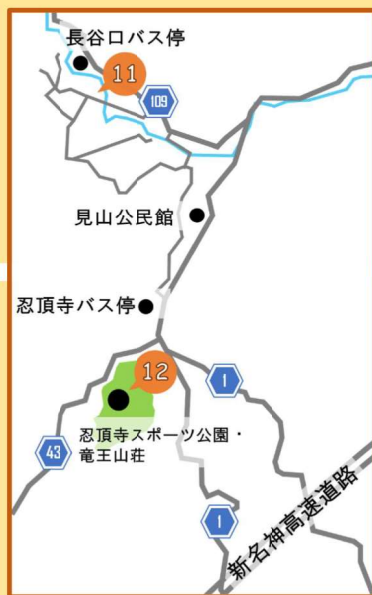 長谷口バス停
11
109
見山公民館
忍頂寺バス停
12
1
忍頂寺スポーツ公園・
竜王山荘
43
1
新名神高速道路